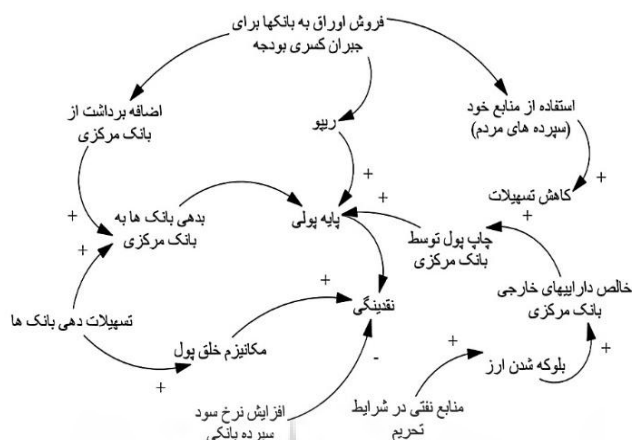 فروش اوراق به بانکها برای
جبران کسری بودجه
استفاده از منابع خود
(سپرده های مردم)
ریپو
اضافه برداشت از
بانک مرکزی
+
+
کاهش تسهیلات
+
+
+
بدهی بانک ها به
بانک مرکزی
پایه پولی
+
چاپ پول توسط
بانک مرکزی
+
خالص داراییهای خارجی
بانک مرکزی
نقدینگی
+
تسهیلات دهی بانک ها
مکانیزم خلق پول
+
-
بلوکه شدن ارز
+
+
افزایش نرخ سود
سپرده بانکی
منابع نفتی در شرایط
تحریم